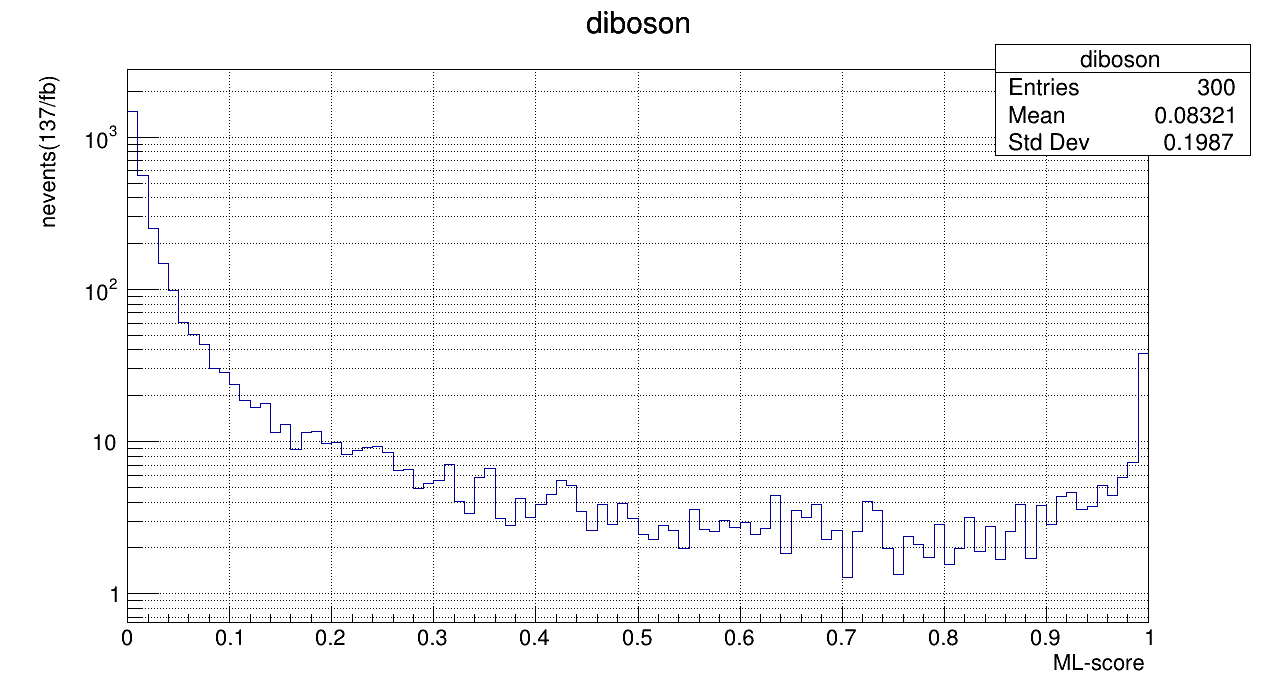 diboson
diboson
Entries 300
Mean 0.08321
Std Dev 0.1987
nevents(137/fb)
10³
10²
10
1
0 0.1 0.2 0.3 0.4 0.5 0.6 0.7 0.8 0.9 1
ML-score